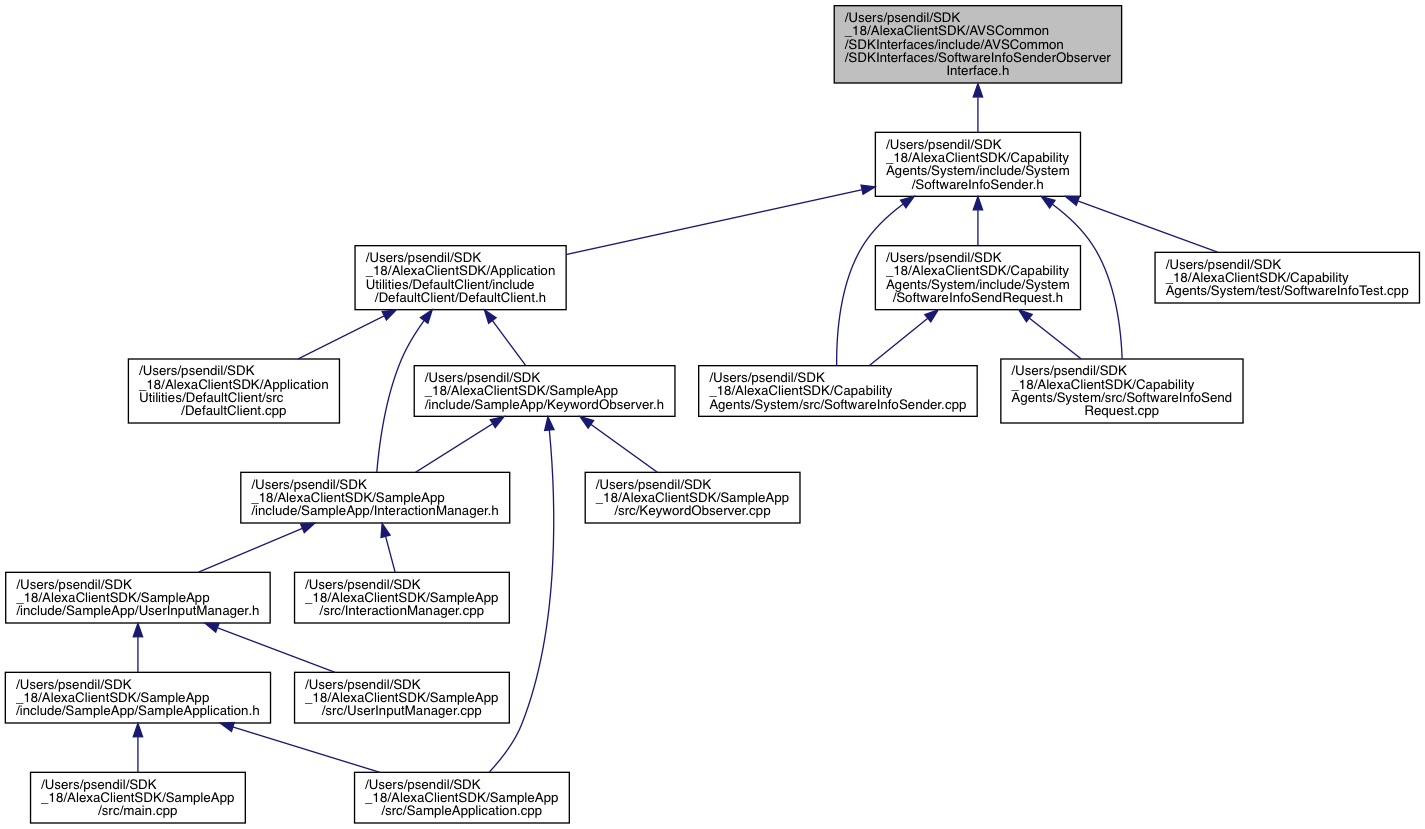 /Users/psendil/SDK
_18/AlexaClientSDK/AVSCommon
/SDKInterfaces/include/AVSCommon
/SDKInterfaces/SoftwareInfoSenderObserver
Interface.h
/Users/psendil/SDK
_18/AlexaClientSDK/Capability
Agents/System/include/System
/SoftwareInfoSender.h
/Users/psendil/SDK
_18/AlexaClientSDK/Application
Utilities/DefaultClient/include
/DefaultClient/DefaultClient.h
/Users/psendil/SDK
_18/AlexaClientSDK/Capability
Agents/System/include/System
/SoftwareInfoSendRequest.h
/Users/psendil/SDK
_18/AlexaClientSDK/Capability
Agents/System/test/SoftwareInfoTest.cpp
/Users/psendil/SDK
_18/AlexaClientSDK/Application
Utilities/DefaultClient/src
/DefaultClient.cpp
/Users/psendil/SDK
_18/AlexaClientSDK/SampleApp
/include/SampleApp/KeywordObserver.h
/Users/psendil/SDK
_18/AlexaClientSDK/Capability
Agents/System/src/SoftwareInfoSender.cpp
/Users/psendil/SDK
_18/AlexaClientSDK/Capability
Agents/System/src/SoftwareInfoSend
Request.cpp
/Users/psendil/SDK
_18/AlexaClientSDK/SampleApp
/include/SampleApp/InteractionManager.h
/Users/psendil/SDK
_18/AlexaClientSDK/SampleApp
/src/KeywordObserver.cpp
/Users/psendil/SDK
_18/AlexaClientSDK/SampleApp
/include/SampleApp/UserInputManager.h
/Users/psendil/SDK
_18/AlexaClientSDK/SampleApp
/src/InteractionManager.cpp
/Users/psendil/SDK
_18/AlexaClientSDK/SampleApp
/include/SampleApp/SampleApplication.h
/Users/psendil/SDK
_18/AlexaClientSDK/SampleApp
/src/UserInputManager.cpp
/Users/psendil/SDK
_18/AlexaClientSDK/SampleApp
/src/main.cpp
/Users/psendil/SDK
_18/AlexaClientSDK/SampleApp
/src/SampleApplication.cpp